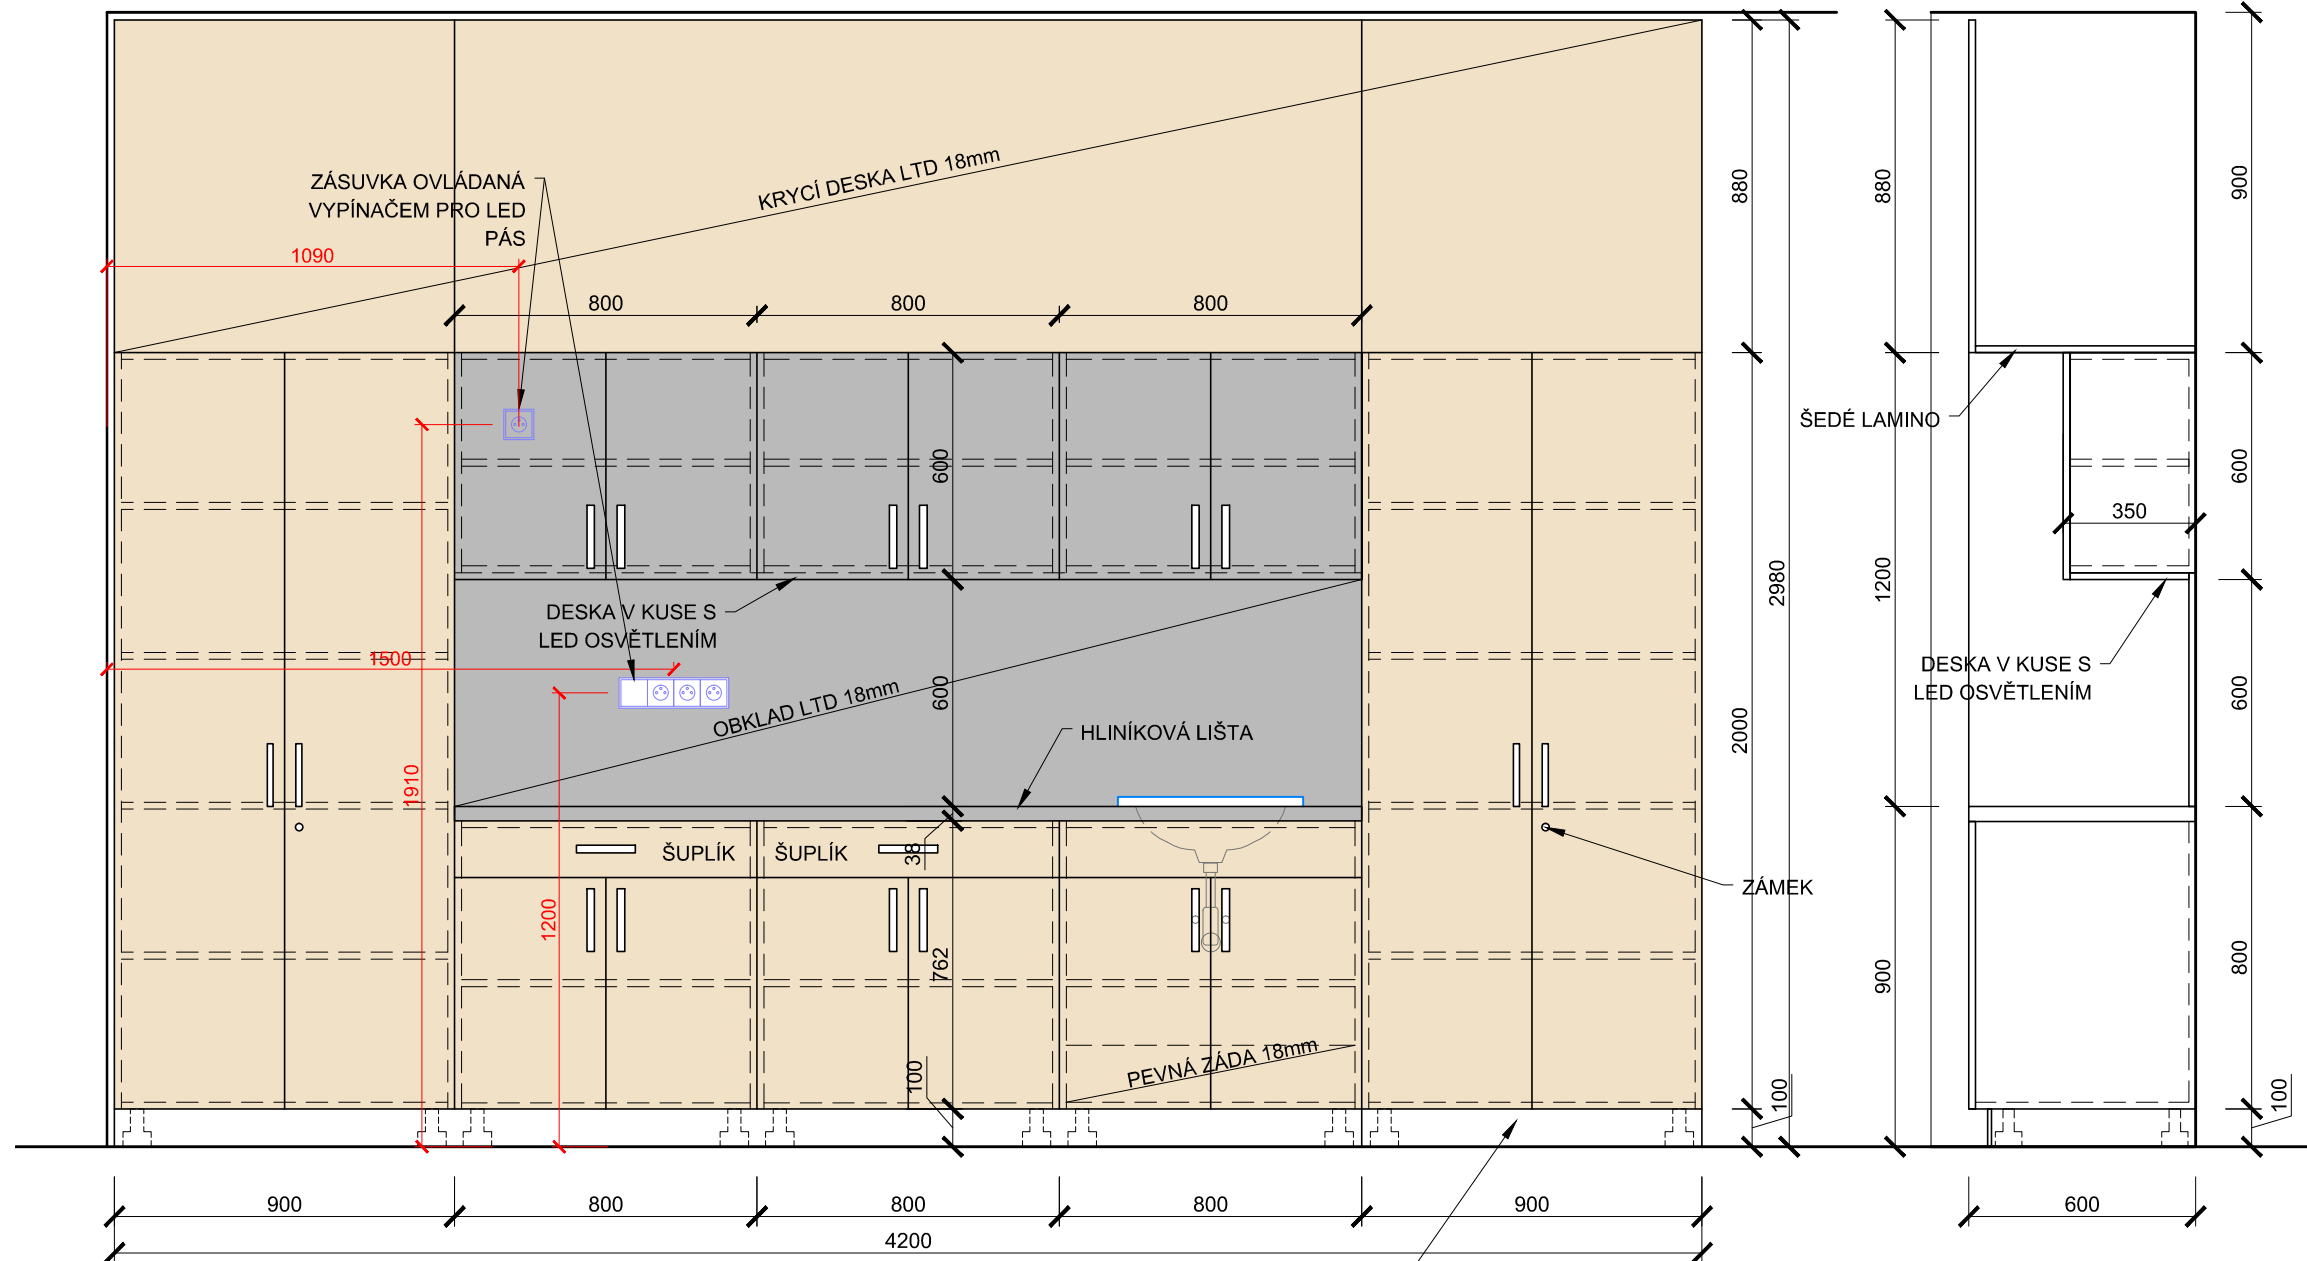 ZÁSUVKA OVLÁDANÁ
VYPÍNAČEM PRO LED
PÁS
KRYCÍ DESKA LTD 18mm
1090
800
800
800
880
880
900
600
ŠEDÉ LAMINO
350
600
2980
1200
DESKA V KUSE S
LED OSVĚTLENÍM
1500
OBKLAD LTD 18mm
600
HLINÍKOVÁ LIŠTA
DESKA V KUSE S
LED OSVĚTLENÍM
600
2000
1910
ŠUPLÍK
ŠUPLÍK
38
ZÁMEK
1200
762
900
800
PEVNÁ ZÁDA 18mm
100
100
100
900
800
800
800
900
600
4200